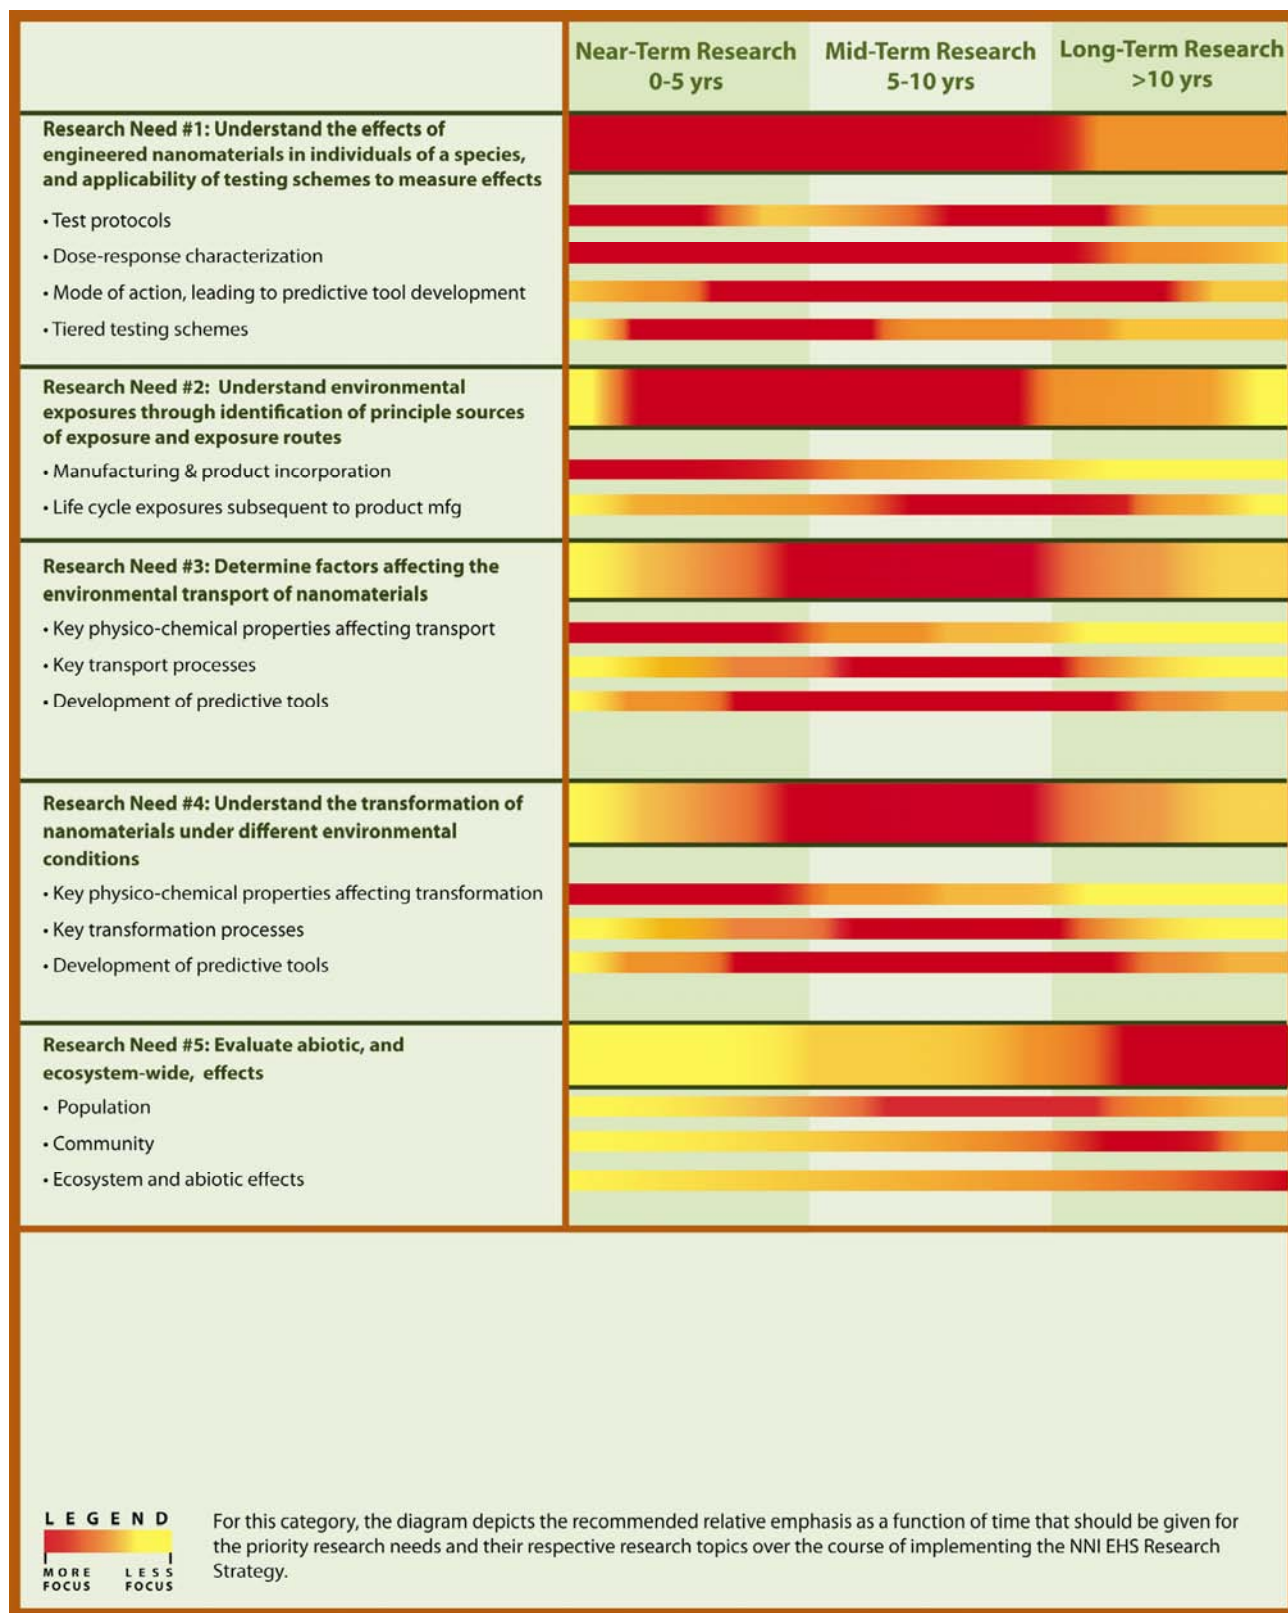 Near-Term Research
0-5 yrs
Mid-Term Research
5-10 yrs
Long-Term Research
>10 yrs
Research Need #1: Understand the effects of
engineered nanomaterials in individuals of a species,
and applicability of testing schemes to measure effects
• Test protocols
• Dose-response characterization
• Mode of action, leading to predictive tool development
• Tiered testing schemes
Research Need #2: Understand environmental
exposures through identification of principle sources
of exposure and exposure routes
• Manufacturing & product incorporation
• Life cycle exposures subsequent to product mfg
Research Need #3: Determine factors affecting the
environmental transport of nanomaterials
• Key physico-chemical properties affecting transport
• Key transport processes
• Development of predictive tools
Research Need #4: Understand the transformation of
nanomaterials under different environmental
conditions
• Key physico-chemical properties affecting transformation
• Key transformation processes
• Development of predictive tools
Research Need #5: Evaluate abiotic, and
ecosystem-wide, effects
• Population
• Community
• Ecosystem and abiotic effects
LEGEND
MORE
FOCUS
LESS
FOCUS
For this category, the diagram depicts the recommended relative emphasis as a function of time that should be given for
the priority research needs and their respective research topics over the course of implementing the NNI EHS Research
Strategy.